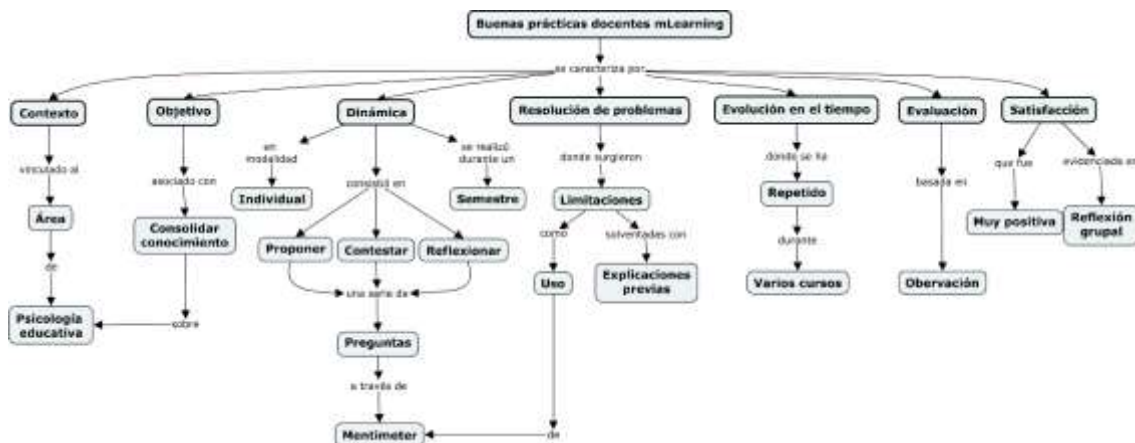 Buenas prácticas docentes mLearning
se caracteriza por
Contexto
Objetivo
Dinámica
Resolución de problemas
Evolución en el tiempo
Evaluación
Satisfacción
en
modalidad
se realizó
durante un
vinculado al
asociado con
consistió en
donde surgieron
donde se ha
basada en
que fue
evidenciada en
Individual
Semestre
Limitaciones
Repetido
Área
Consolidar
conocimiento
Muy positiva
Reflexión
grupal
Proponer
Contestar
Reflexionar
como
solventadas con
durante
de
una serie de
Uso
Explicaciones
previas
Varios cursos
Obervación
Psicología
educativa
sobre
Preguntas
a través de
Mentimeter
de